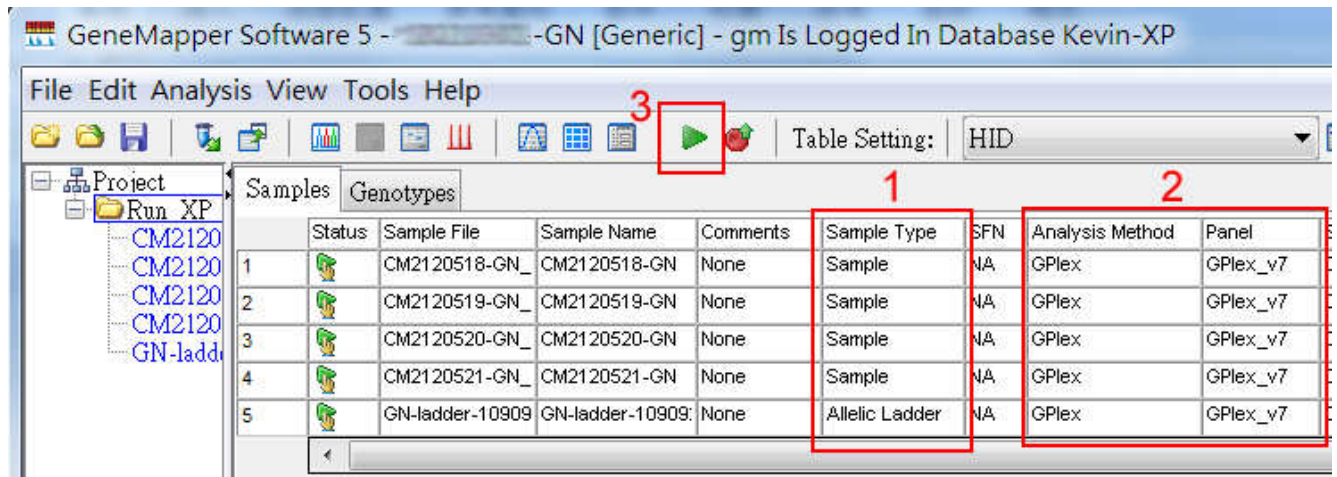 GeneMapper Software 5 - -GN [Generic] - gm Is Logged In Database Kevin-XP
File Edit Analysis View Tools Help
3
Table Setting: HID
Project
Run_XP
CM2120
CM2120
CM2120
CM2120
GN-ladd
Samples Genotypes
1 2
Status Sample File Sample Name Comments Sample Type SFN Analysis Method Panel
1 CM2120518-GN_ CM2120518-GN None Sample NA GPlex GPlex_v7
2 CM2120519-GN_ CM2120519-GN None Sample NA GPlex GPlex_v7
3 CM2120520-GN_ CM2120520-GN None Sample NA GPlex GPlex_v7
4 CM2120521-GN_ CM2120521-GN None Sample NA GPlex GPlex_v7
5 GN-ladder-10909 GN-ladder-10909 None Allelic Ladder NA GPlex GPlex_v7